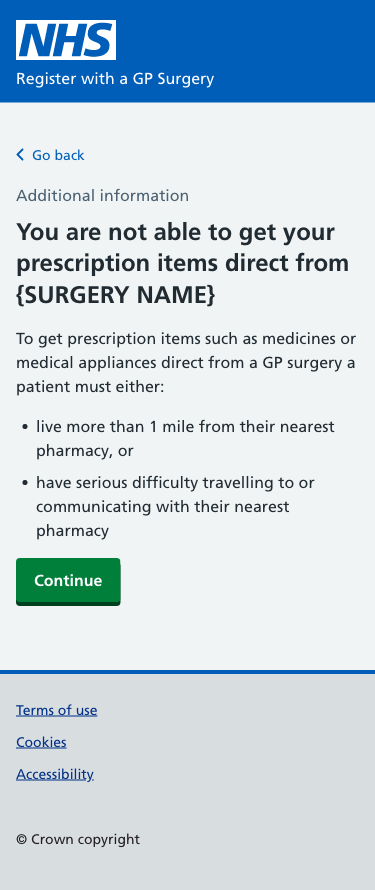 NHS
Register with a GP Surgery
Go back
Additional information
You are not able to get your
prescription items direct from
{SURGERY NAME}
To get prescription items such as medicines or
medical appliances direct from a GP surgery a
patient must either:
• live more than 1 mile from their nearest
pharmacy, or
• have serious difficulty travelling to or
communicating with their nearest
pharmacy
Continue
Terms of use
Cookies
Accessibility
© Crown copyright